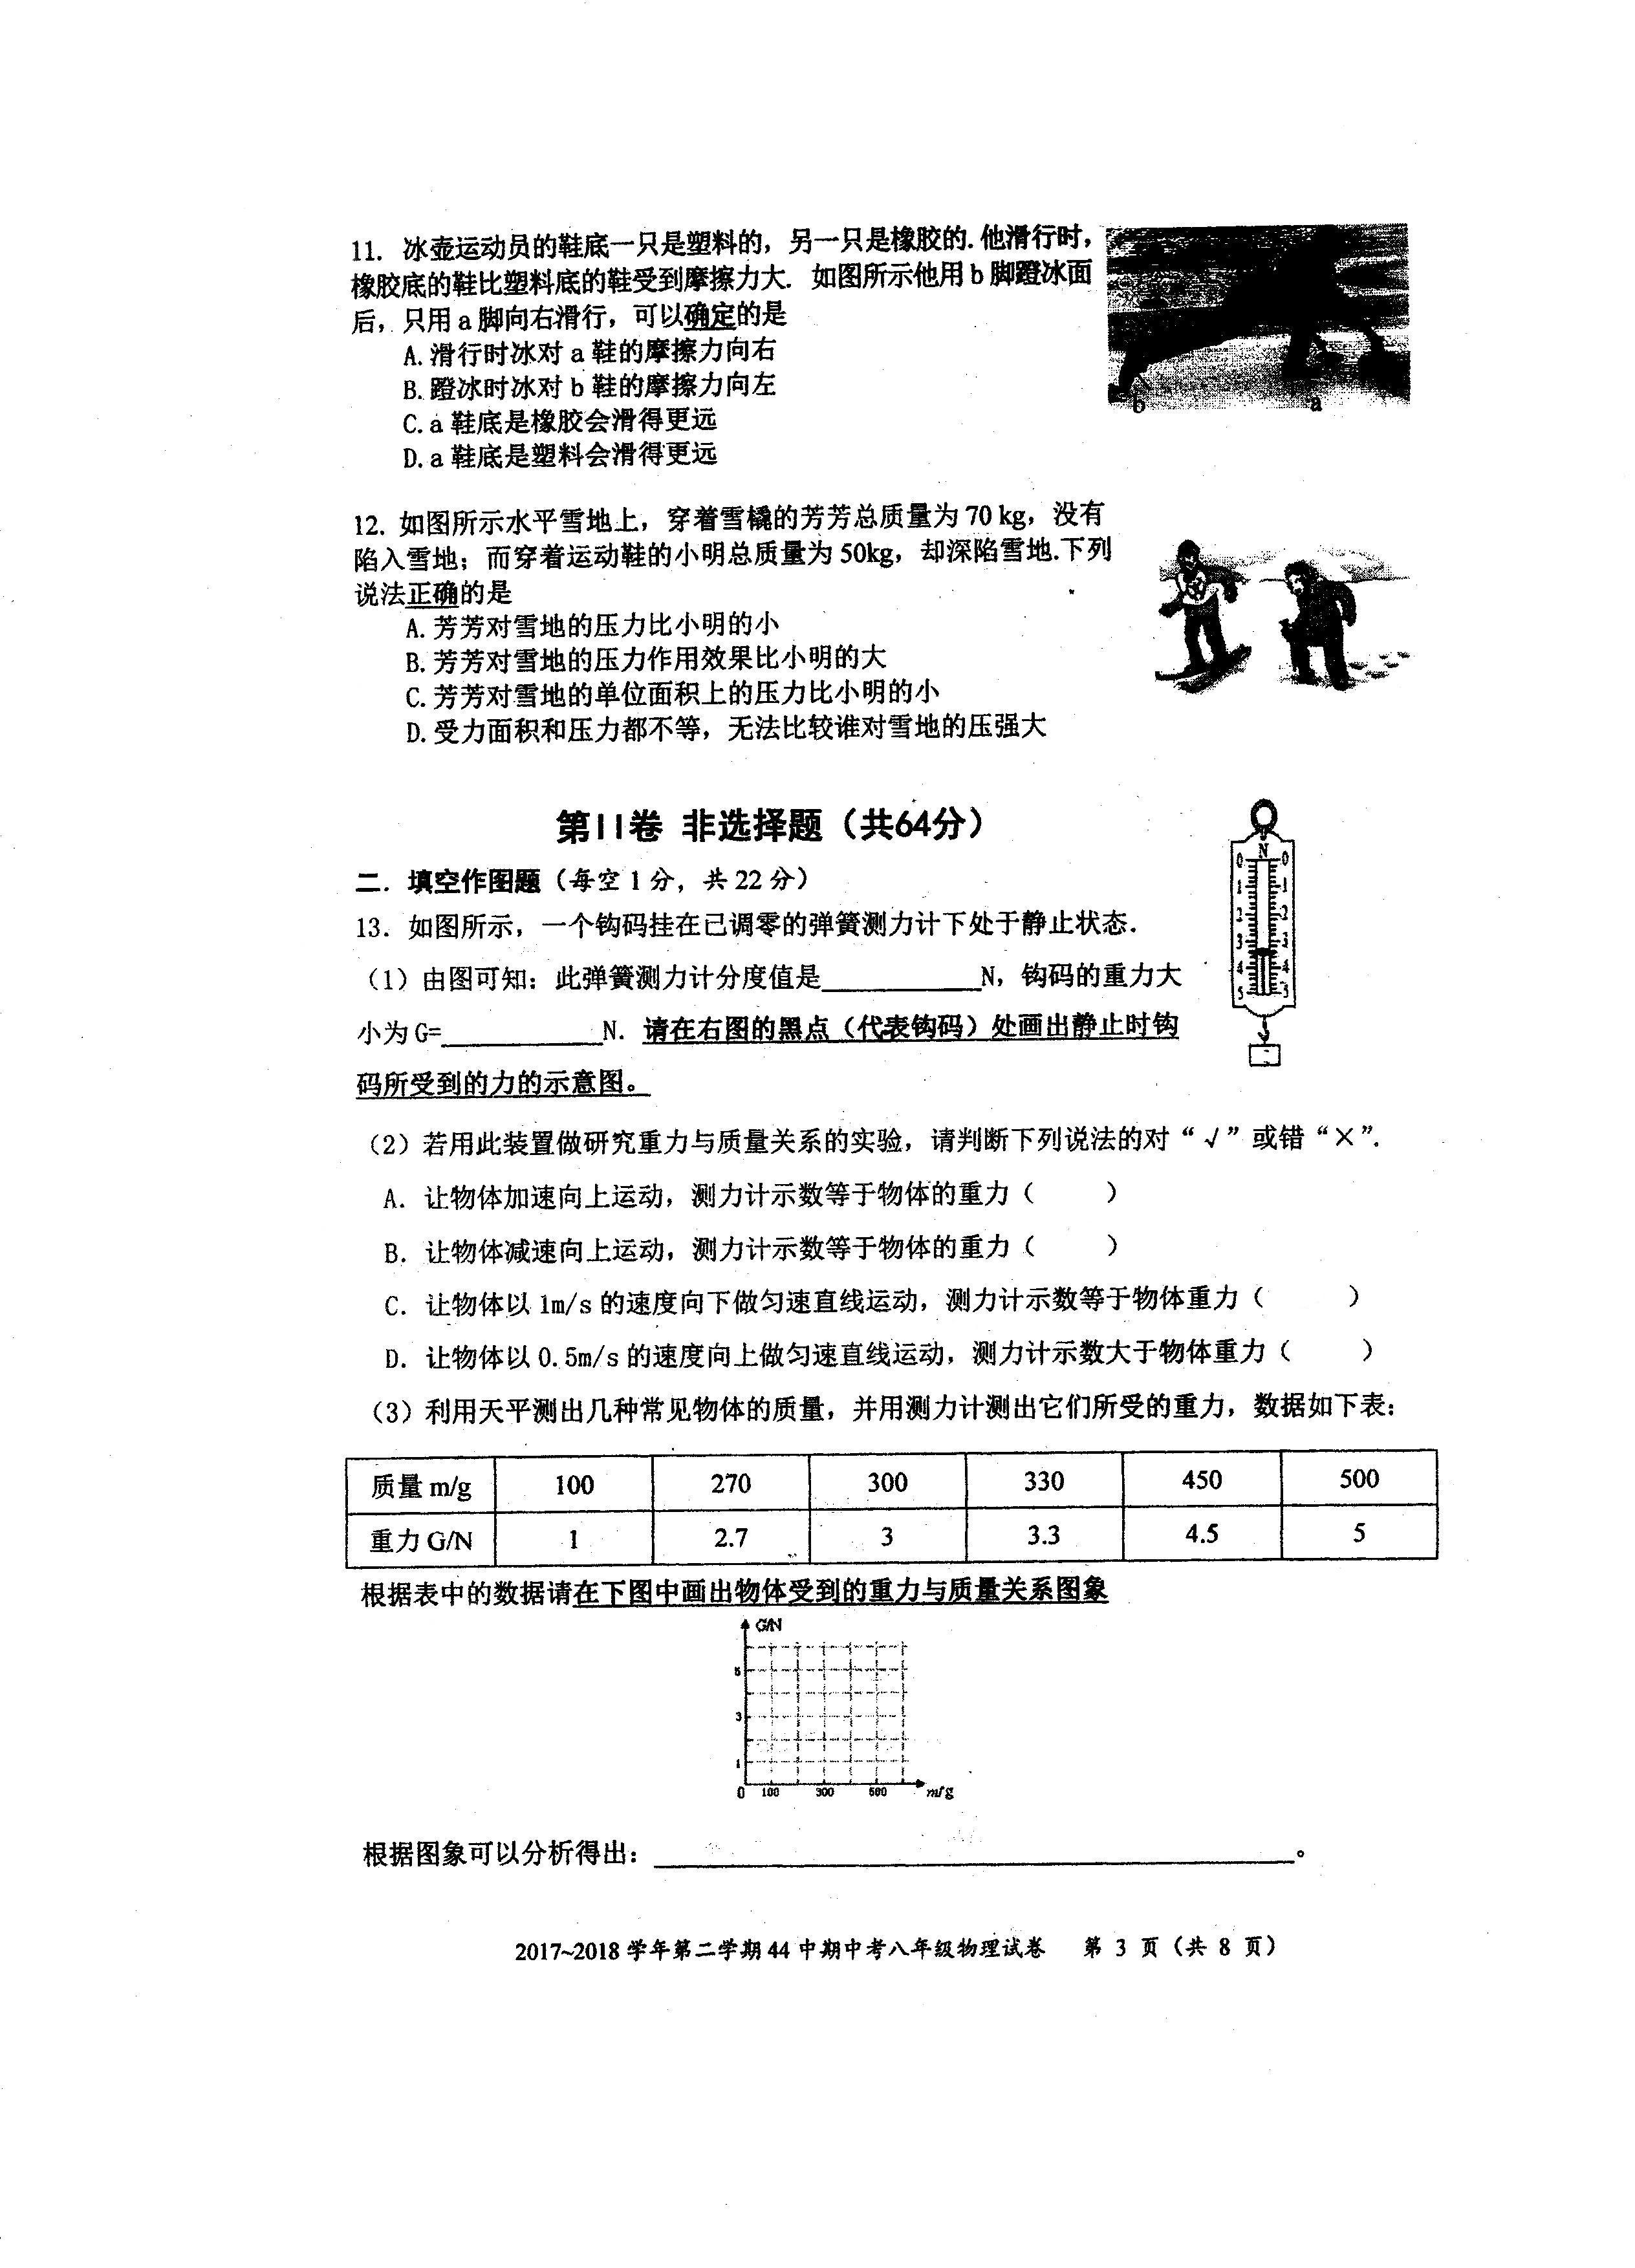 11. 冰壶运动员的鞋底一只是塑料的，另一只是橡胶的. 他滑行时，
橡胶底的鞋比塑料底的鞋受到摩擦力大. 如图所示他用 b 脚蹬冰面
后，只用 a 脚向右滑行，可以确定的是
A. 滑行时冰对 a 鞋的摩擦力向右
B. 蹬冰时冰对 b 鞋的摩擦力向左
C. a 鞋底是橡胶会滑得更远
D. a 鞋底是塑料会滑得更远
b a
12. 如图所示水平雪地上，穿着雪橇的芳芳总质量为 70 kg，没有
陷入雪地；而穿着运动鞋的小明总质量为 50kg，却深陷雪地.下列
说法正确的是
A. 芳芳对雪地的压力比小明的小
B. 芳芳对雪地的压力作用效果比小明的大
C. 芳芳对雪地的单位面积上的压力比小明的小
D. 受力面积和压力都不等，无法比较谁对雪地的压强大
第II卷 非选择题（共64分）
二．填空作图题（每空 1 分，共 22 分）
13．如图所示，一个钩码挂在已调零的弹簧测力计下处于静止状态．
（1）由图可知：此弹簧测力计分度值是____________N，钩码的重力大
小为 G=____________N．请在右图的黑点（代表钩码）处画出静止时钩
码所受到的力的示意图。
N
0 0
1 1
2 2
3 3
4 4
5 5
（2）若用此装置做研究重力与质量关系的实验，请判断下列说法的对“√”或错“×”．
A．让物体加速向上运动，测力计示数等于物体的重力（ ）
B．让物体减速向上运动，测力计示数等于物体的重力（ ）
C．让物体以 1m/s 的速度向下做匀速直线运动，测力计示数等于物体重力（ ）
D．让物体以 0.5m/s 的速度向上做匀速直线运动，测力计示数大于物体重力（ ）
（3）利用天平测出几种常见物体的质量，并用测力计测出它们所受的重力，数据如下表：
质量 m/g 100 270 300 330 450 500
重力 G/N 1 2.7 3 3.3 4.5 5
根据表中的数据请在下图中画出物体受到的重力与质量关系图象
G/N
5
3
1
0 100 300 500 m/g
根据图象可以分析得出：________________________________________________。
2017~2018 学年第二学期 44 中期中考八年级物理试卷 第 3 页（共 8 页）